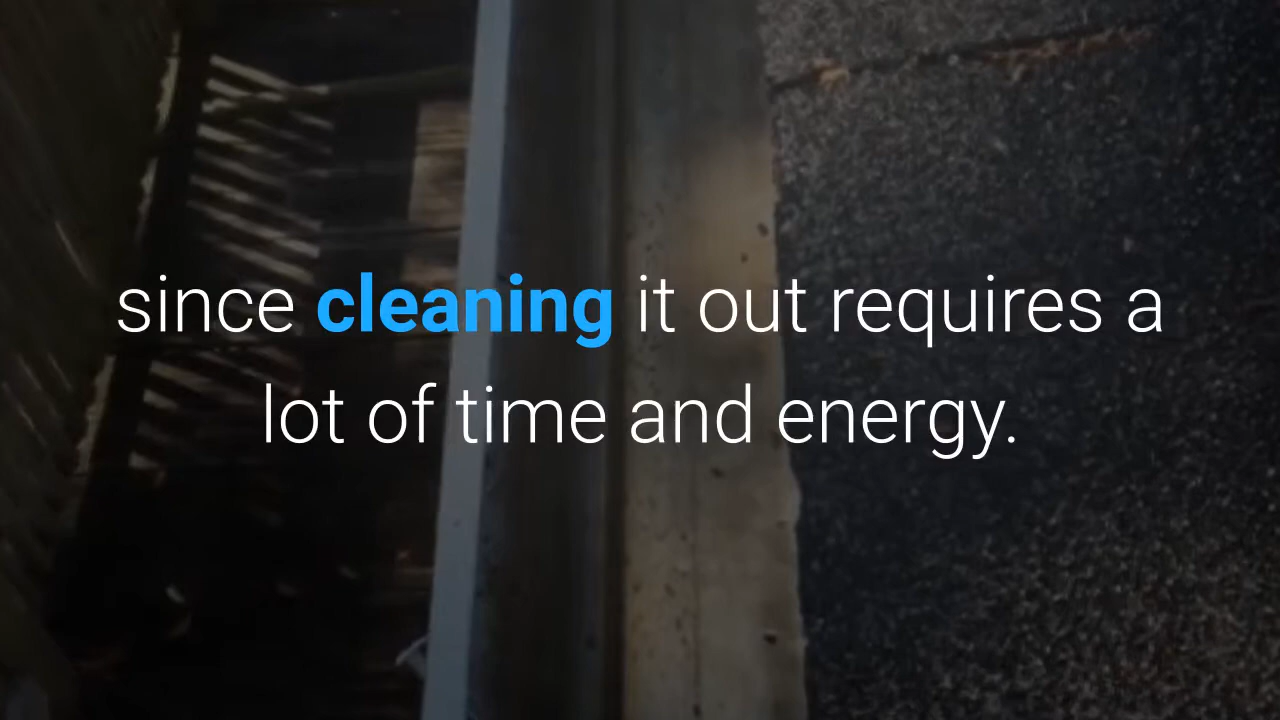 since cleaning it out requires a
lot of time and energy.